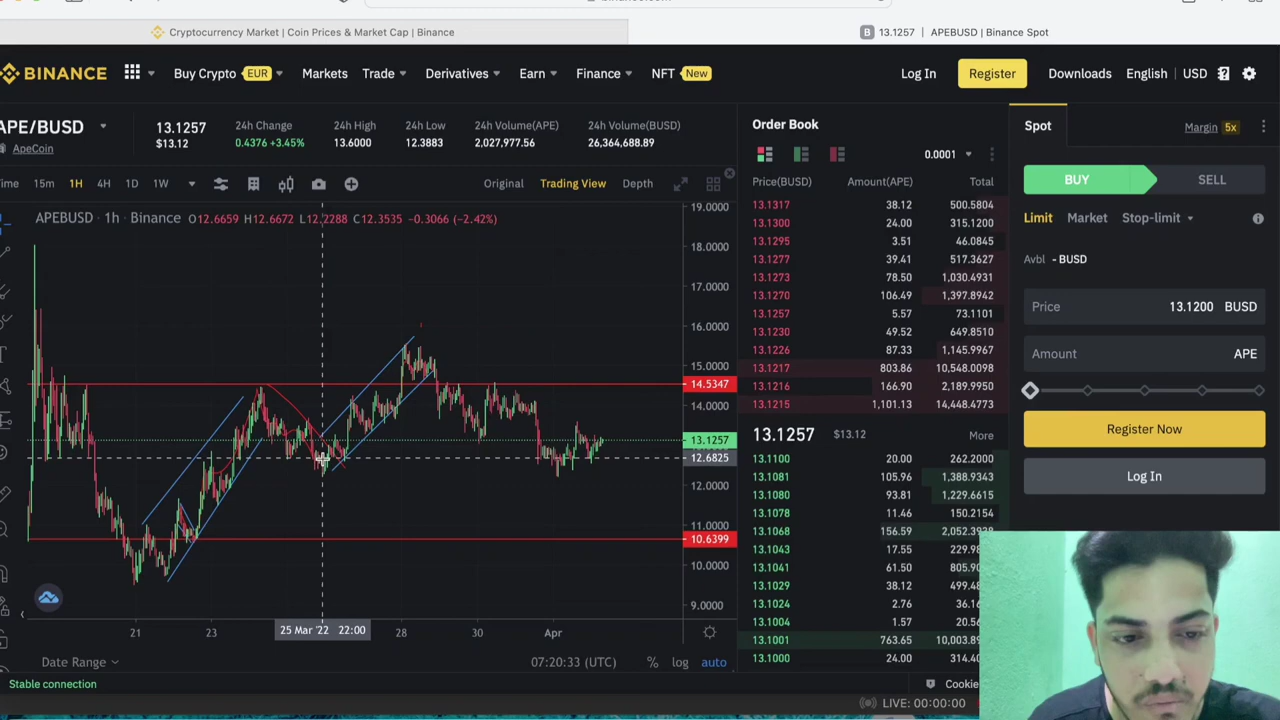 Cryptocurrency Market | Coin Prices & Market Cap | Binance
B 13.1257 | APEBUSD | Binance Spot
BINANCE Buy Crypto EUR Markets Trade Derivatives Earn Finance NFT New Log In Register Downloads English USD
APE/BUSD
ApeCoin
13.1257
$13.12
24h Change
0.4376 +3.45%
24h High
13.6000
24h Low
12.3883
24h Volume(APE)
2,027,977.56
24h Volume(BUSD)
26,364,688.89
15m 1H 4H 1D 1W
Original Trading View Depth
APEBUSD · 1h · Binance O12.6659 H12.6672 L12.2288 C12.3535 -0.3066 (-2.42%)
19.0000
18.0000
17.0000
16.0000
15.0000
14.5347
14.0000
13.1257
12.6825
12.0000
11.0000
10.6399
10.0000
9.0000
21 23 25 Mar '22 22:00 28 30 Apr
Date Range 07:20:33 (UTC) % log auto
Stable connection
Order Book
0.0001
Price(BUSD) Amount(APE) Total
13.1317 38.12 500.5804
13.1300 24.00 315.1200
13.1295 3.51 46.0845
13.1277 39.41 517.3627
13.1273 78.50 1,030.4931
13.1270 106.49 1,397.8942
13.1257 5.57 73.1101
13.1230 49.52 649.8510
13.1226 87.33 1,145.9967
13.1217 803.86 10,548.0098
13.1216 166.90 2,189.9950
13.1215 1,101.13 14,448.4773
13.1257 $13.12 More
13.1100 20.00 262.2000
13.1081 105.96 1,388.9343
13.1080 93.81 1,229.6615
13.1078 11.46 150.2154
13.1068 156.59
13.1043 17.55
13.1041 61.50
13.1029 38.12
13.1024 2.76
13.1004 1.57
13.1001 763.65
13.1000 24.00
Cookie
LIVE: 00:00:00
Spot
Margin 5x
BUY SELL
Limit Market Stop-limit
Avbl - BUSD
Price 13.1200 BUSD
Amount APE
Register Now
Log In